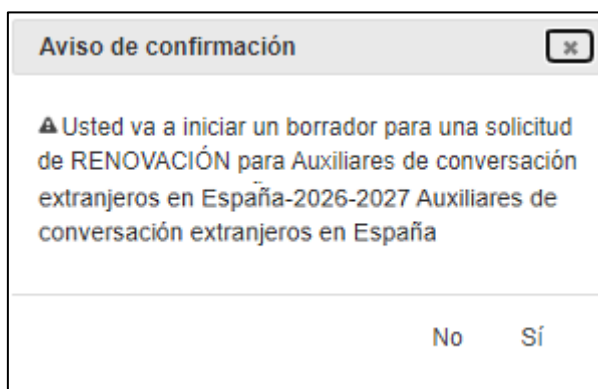 Aviso de confirmación
Usted va a iniciar un borrador para una solicitud
de RENOVACIÓN para Auxiliares de conversación
extranjeros en España-2026-2027 Auxiliares de
conversación extranjeros en España
No Sí